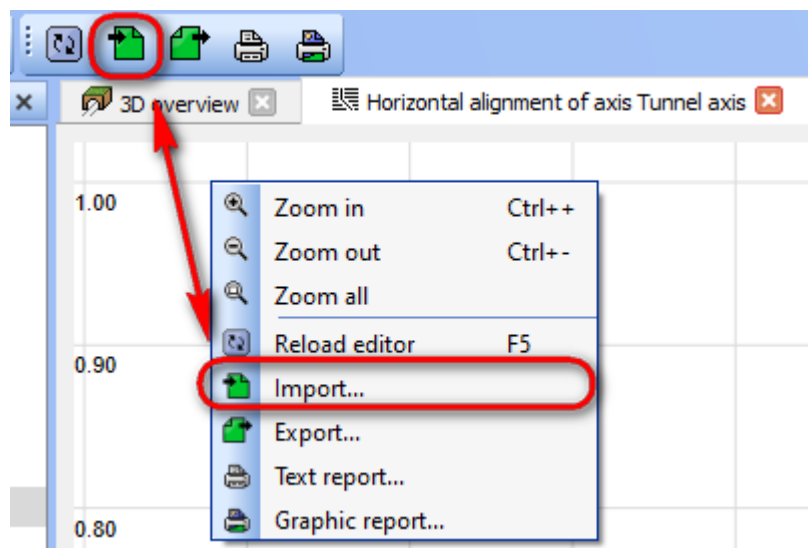 3D overview
Horizontal alignment of axis Tunnel axis
1.00
Zoom in Ctrl++
Zoom out Ctrl+-
Zoom all
Reload editor F5
0.90
Import...
Export...
Text report...
Graphic report...
0.80